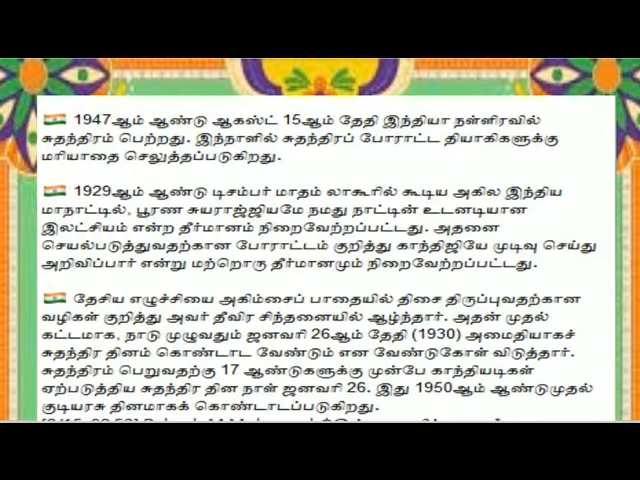 🇮🇳 1947ஆம் ஆண்டு ஆகஸ்ட் 15ஆம் தேதி இந்தியா நள்ளிரவில்
சுதந்திரம் பெற்றது. இந்நாளில் சுதந்திரப் போராட்ட தியாகிகளுக்கு
மரியாதை செலுத்தப்படுகிறது.
🇮🇳 1929ஆம் ஆண்டு டிசம்பர் மாதம் லாகூரில் கூடிய அகில இந்திய
மாநாட்டில், பூரண சுயராஜ்ஜியமே நமது நாட்டின் உடனடியான
இலட்சியம் என்ற தீர்மானம் நிறைவேற்றப்பட்டது. அதனை
செயல்படுத்துவதற்கான போராட்டம் குறித்து காந்திஜியே முடிவு செய்து
அறிவிப்பார் என்று மற்றொரு தீர்மானமும் நிறைவேற்றப்பட்டது.
🇮🇳 தேசிய எழுச்சியை அகிம்சைப் பாதையில் திசை திருப்புவதற்கான
வழிகள் குறித்து அவர் தீவிர சிந்தனையில் ஆழ்ந்தார். அதன் முதல்
கட்டமாக, நாடு முழுவதும் ஜனவரி 26ஆம் தேதி (1930) அமைதியாகச்
சுதந்திர தினம் கொண்டாட வேண்டும் என வேண்டுகோள் விடுத்தார்.
சுதந்திரம் பெறுவதற்கு 17 ஆண்டுகளுக்கு முன்பே காந்தியடிகள்
ஏற்படுத்திய சுதந்திர தின நாள் ஜனவரி 26. இது 1950ஆம் ஆண்டுமுதல்
குடியரசு தினமாகக் கொண்டாடப்படுகிறது.